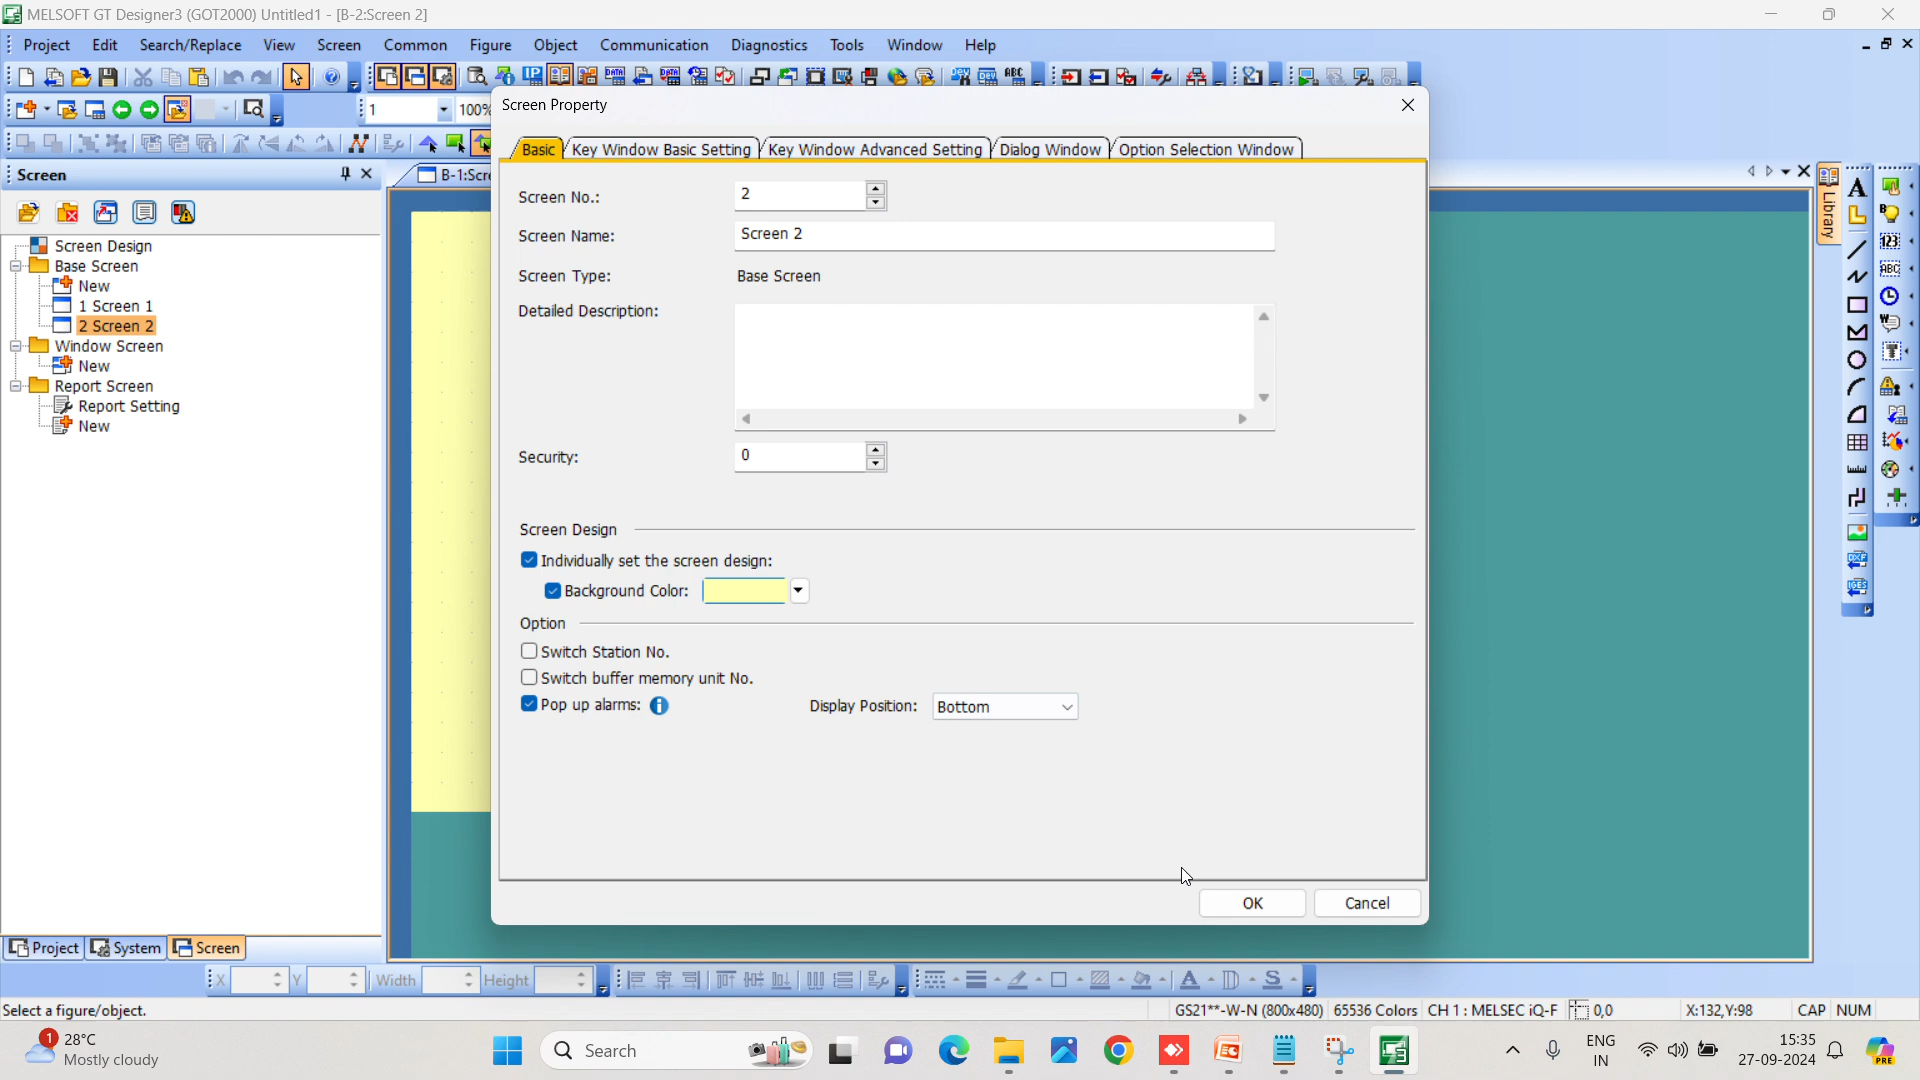 MELSOFT GT Designer3 (GOT2000) Untitled1 - [B-2:Screen 2]
Project Edit Search/Replace View Screen Common Figure Object Communication Diagnostics Tools Window Help
1 100%
Screen Property
Basic Key Window Basic Setting Key Window Advanced Setting Dialog Window Option Selection Window
Screen
B-1:Scre
Library
Screen No.: 2
Screen Name: Screen 2
Screen Type: Base Screen
Detailed Description:
Security: 0
Screen Design
Individually set the screen design:
Background Color:
Option
Switch Station No.
Switch buffer memory unit No.
Pop up alarms: Display Position: Bottom
OK Cancel
Screen Design
Base Screen
New
1 Screen 1
2 Screen 2
Window Screen
New
Report Screen
Report Setting
New
Project System Screen
X Y Width Height
Select a figure/object. GS21**-W-N (800x480) 65536 Colors CH 1 : MELSEC iQ-F 0,0 X:132,Y:98 CAP NUM
1 28°C
Mostly cloudy
Search
ENG
IN
15:35
27-09-2024
PRE